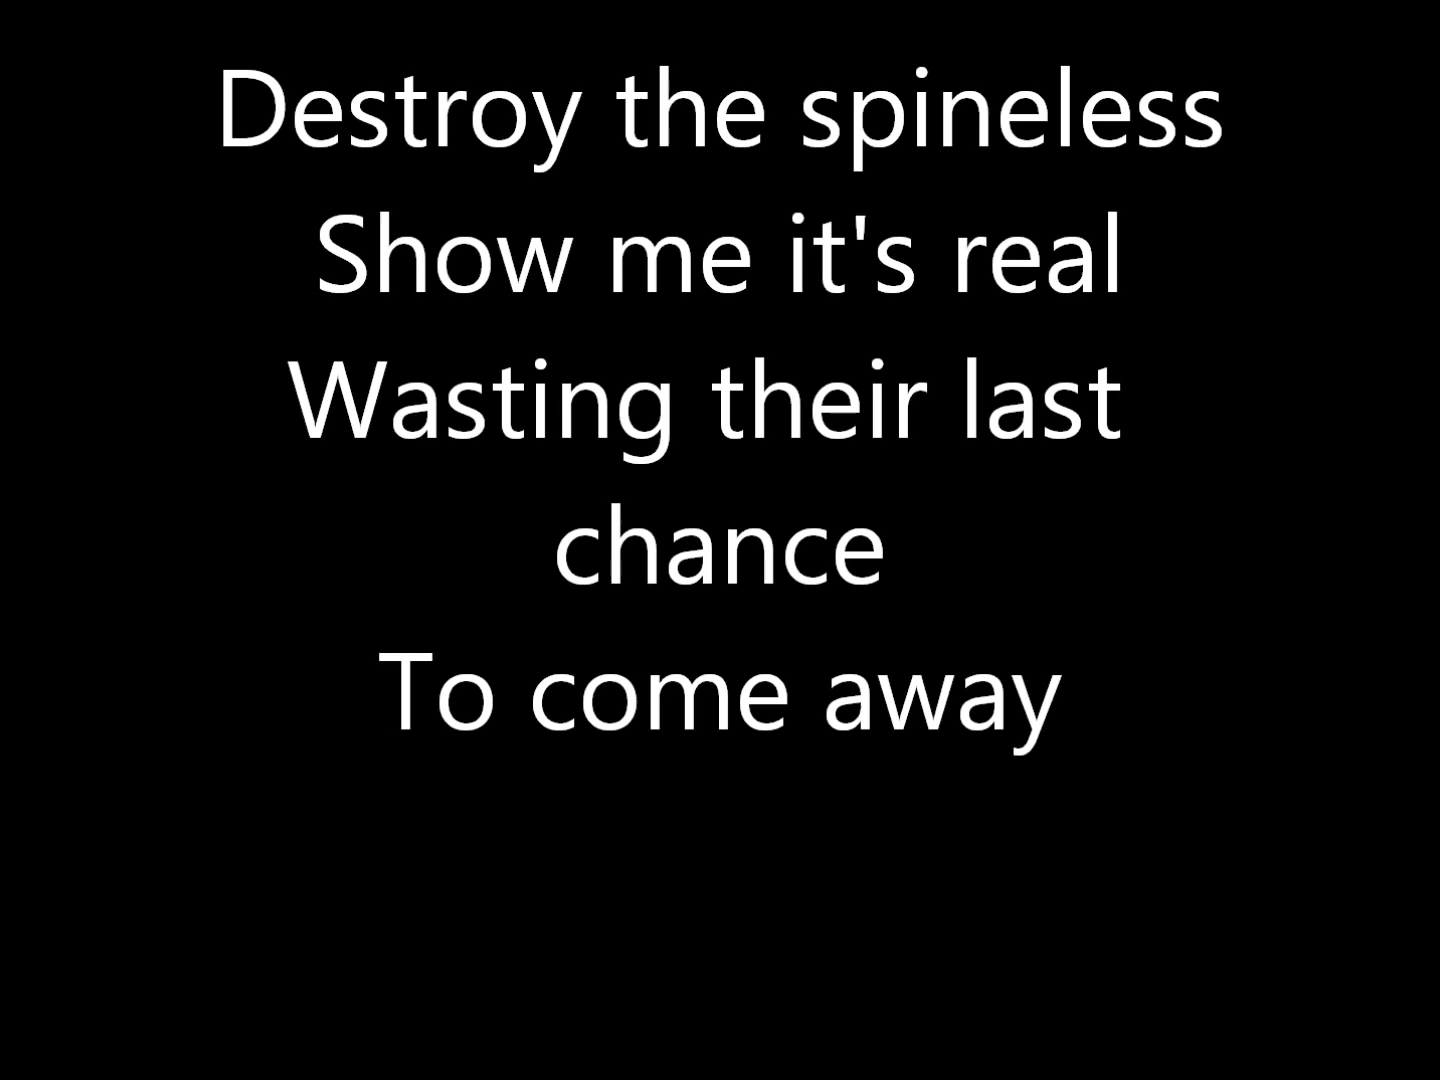 Destroy the spineless
Show me it's real
Wasting their last
chance
To come away